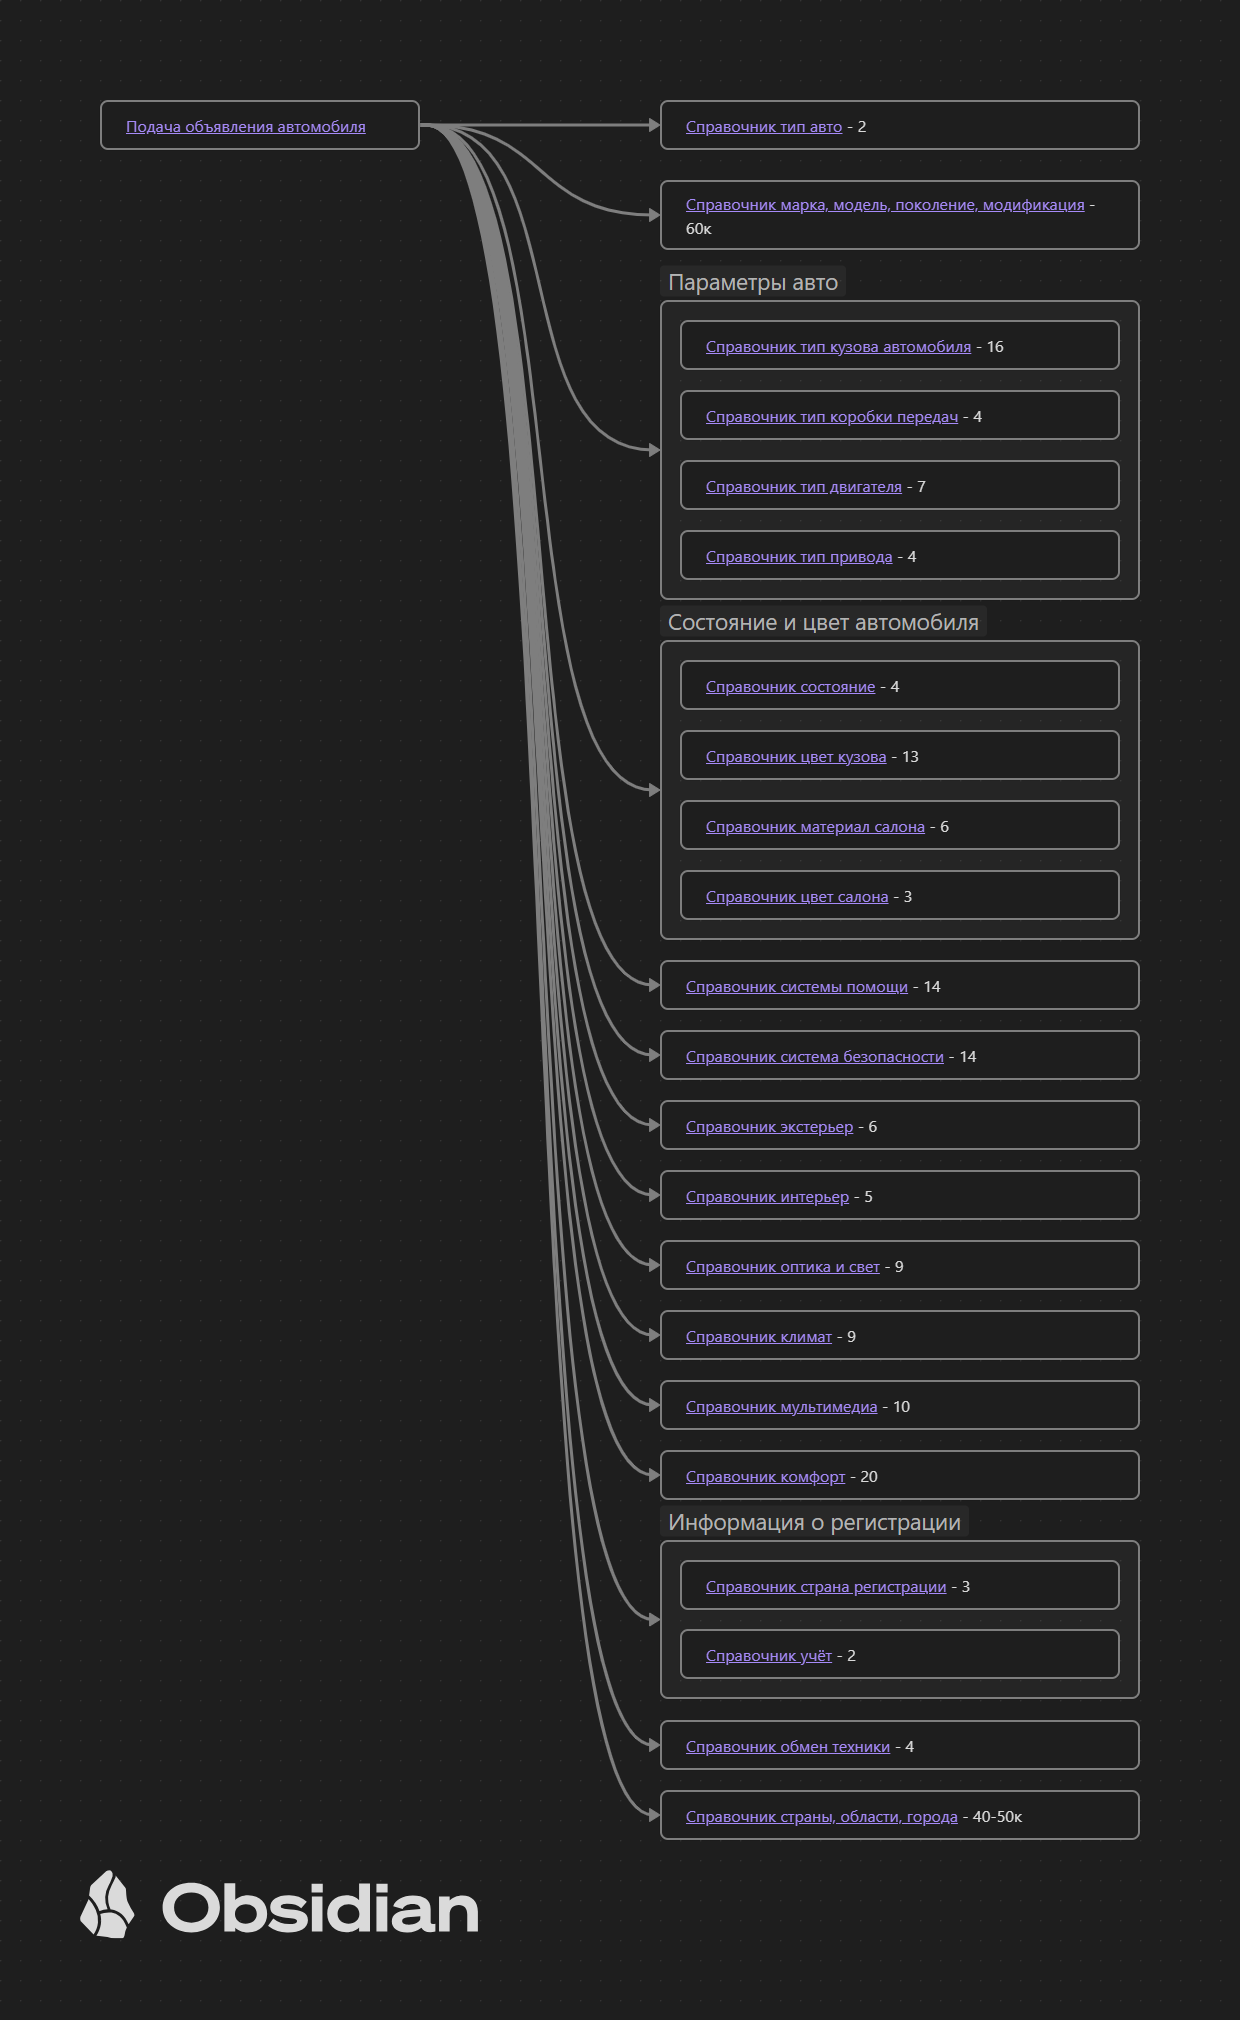 Подача объявления автомобиля
Справочник тип авто - 2
Справочник марка, модель, поколение, модификация -
60к
Параметры авто
Справочник тип кузова автомобиля - 16
Справочник тип коробки передач - 4
Справочник тип двигателя - 7
Справочник тип привода - 4
Состояние и цвет автомобиля
Справочник состояние - 4
Справочник цвет кузова - 13
Справочник материал салона - 6
Справочник цвет салона - 3
Справочник системы помощи - 14
Справочник система безопасности - 14
Справочник экстерьер - 6
Справочник интерьер - 5
Справочник оптика и свет - 9
Справочник климат - 9
Справочник мультимедиа - 10
Справочник комфорт - 20
Информация о регистрации
Справочник страна регистрации - 3
Справочник учёт - 2
Справочник обмен техники - 4
Справочник страны, области, города - 40-50к
Obsidian